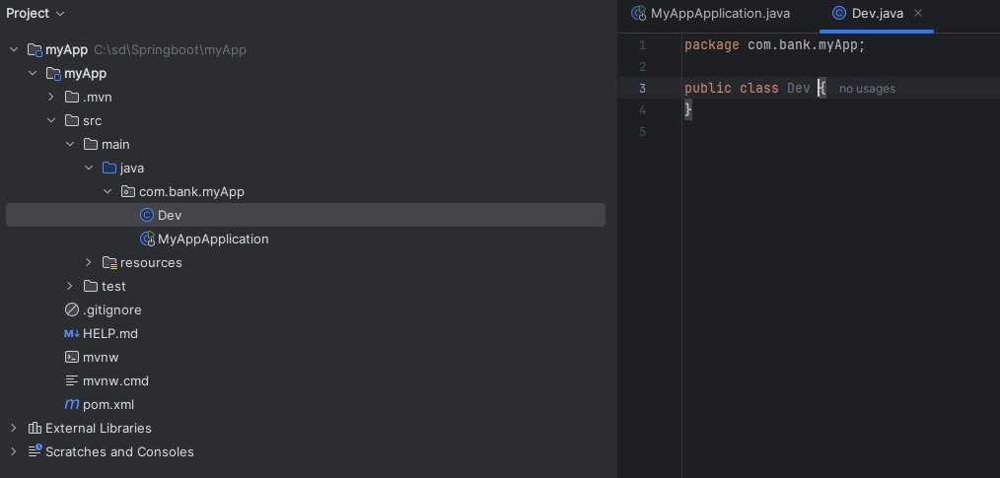 Project
myApp C:\sd\Springboot\myApp
myApp
.mvn
src
main
java
com.bank.myApp
Dev
MyAppApplication
resources
test
.gitignore
M↓ HELP.md
mvnw
mvnw.cmd
m pom.xml
External Libraries
Scratches and Consoles
MyAppApplication.java Dev.java
1 package com.bank.myApp;
2
3 public class Dev { no usages
4 }
5